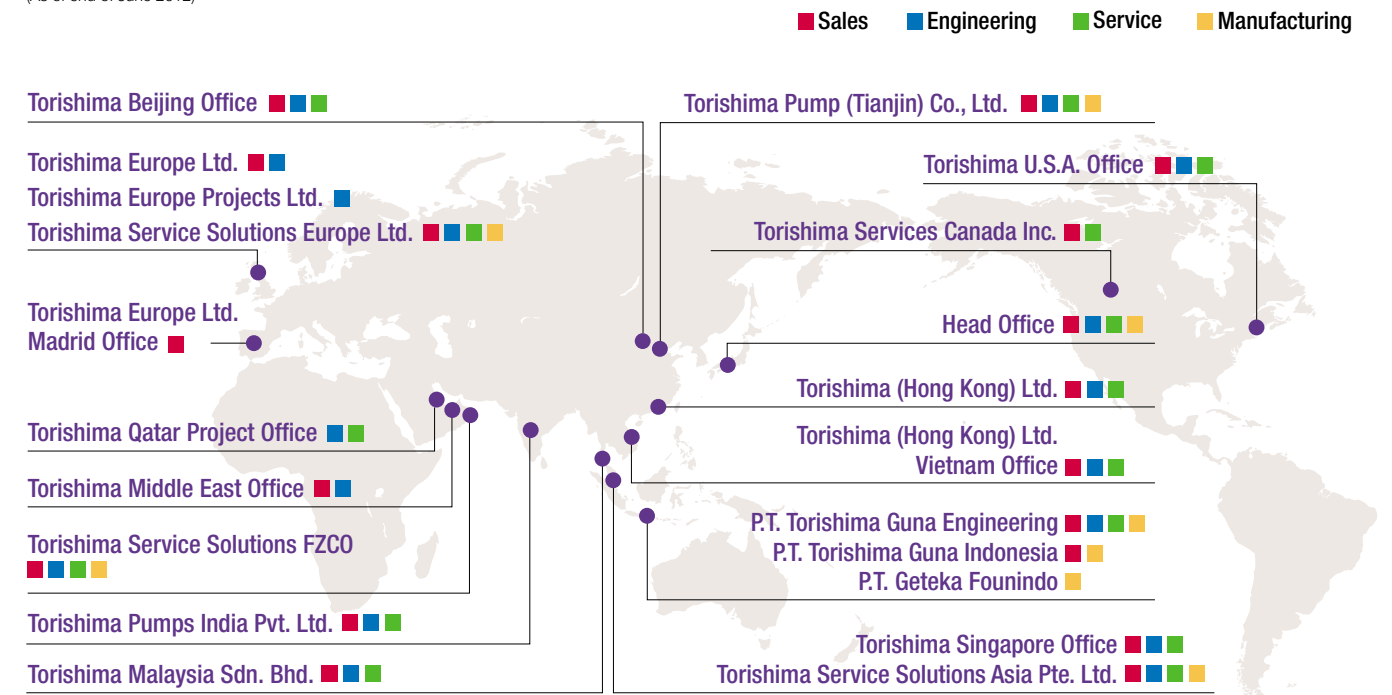 Sales Engineering Service Manufacturing
Torishima Beijing Office
Torishima Europe Ltd.
Torishima Europe Projects Ltd.
Torishima Service Solutions Europe Ltd.
Torishima Europe Ltd.
Madrid Office
Torishima Qatar Project Office
Torishima Middle East Office
Torishima Service Solutions FZCO
Torishima Pumps India Pvt. Ltd.
Torishima Malaysia Sdn. Bhd.
Torishima Pump (Tianjin) Co., Ltd.
Torishima U.S.A. Office
Torishima Services Canada Inc.
Head Office
Torishima (Hong Kong) Ltd.
Torishima (Hong Kong) Ltd.
Vietnam Office
P.T. Torishima Guna Engineering
P.T. Torishima Guna Indonesia
P.T. Geteka Founindo
Torishima Singapore Office
Torishima Service Solutions Asia Pte. Ltd.